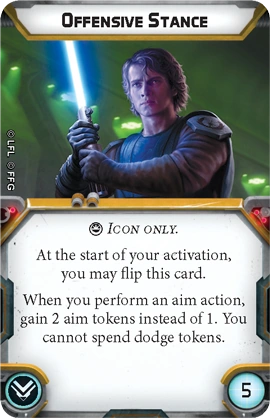 Offensive Stance
© LFL © FFG
Icon only.
At the start of your activation,
you may flip this card.
When you perform an aim action,
gain 2 aim tokens instead of 1. You
cannot spend dodge tokens.
5